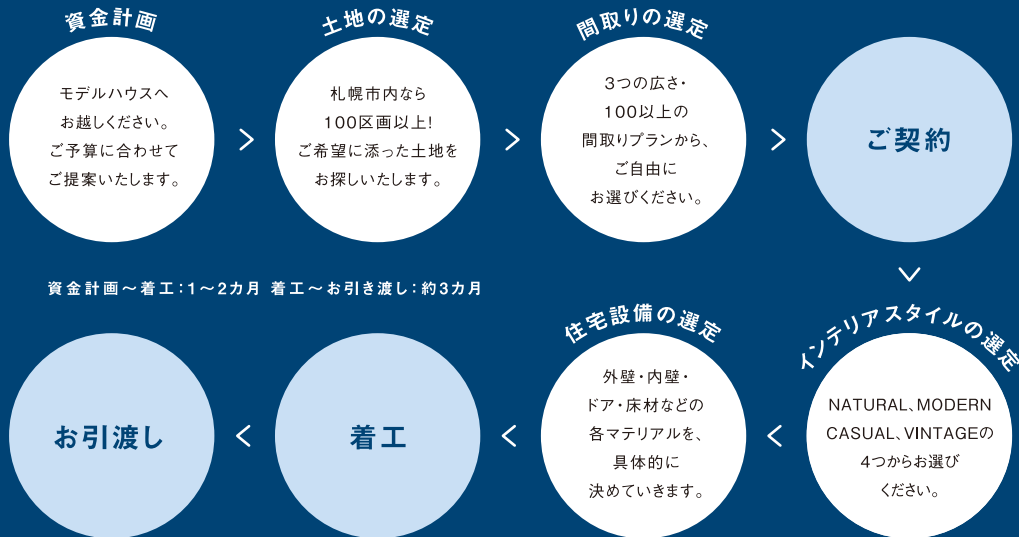 資金計画
モデルハウスへ
お越しください。
ご予算に合わせて
ご提案いたします。
土地の選定
札幌市内なら
100区画以上!
ご希望に添った土地を
お探しいたします。
間取りの選定
3つの広さ・
100以上の
間取りプランから、
ご自由に
お選びください。
ご契約
インテリアスタイルの選定
NATURAL、MODERN
CASUAL、VINTAGEの
4つからお選び
ください。
住宅設備の選定
外壁・内壁・
ドア・床材などの
各マテリアルを、
具体的に
決めていきます。
着工
お引渡し
資金計画〜着工:1〜2カ月 着工〜お引き渡し:約3カ月